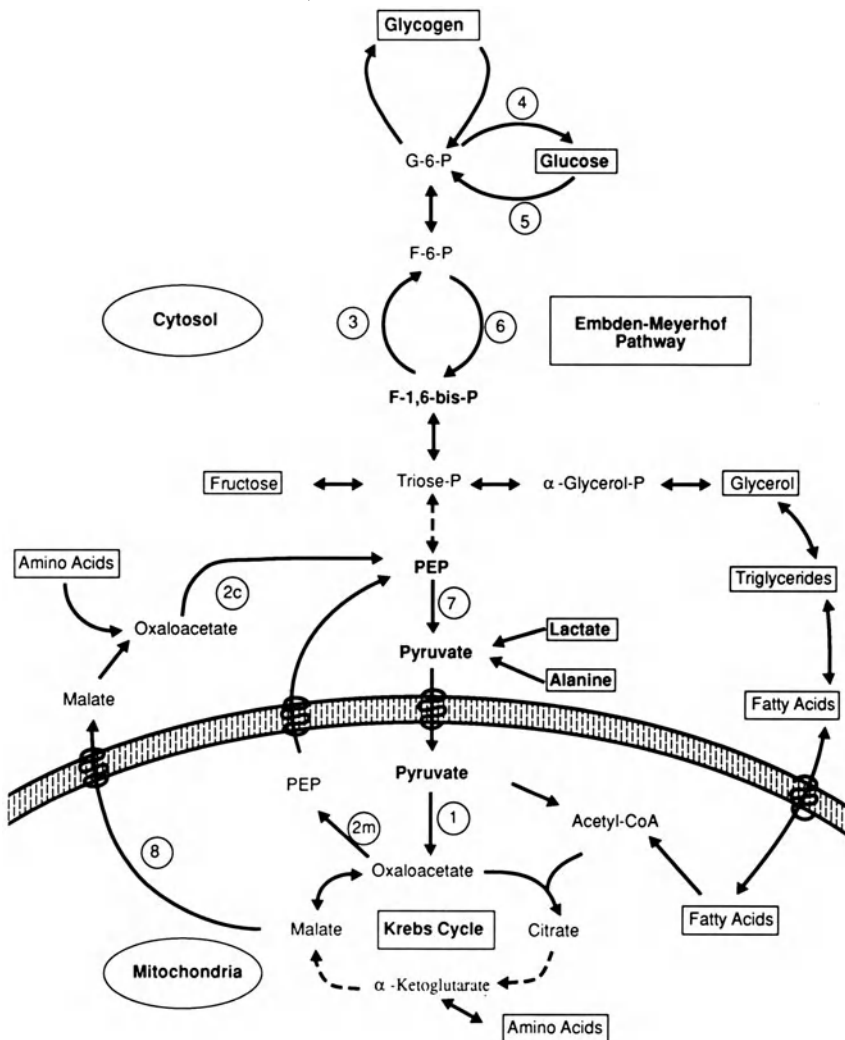 Glycogen
4
G-6-P
Glucose
5
F-6-P
Cytosol
3
6
Embden-Meyerhof
Pathway
F-1,6-bis-P
Fructose
Triose-P
α-Glycerol-P
Glycerol
Amino Acids
2c
PEP
Triglycerides
Oxaloacetate
7
Lactate
Pyruvate
Alanine
Malate
Fatty Acids
Pyruvate
PEP
2m
1
Acetyl-CoA
8
Oxaloacetate
Malate
Krebs Cycle
Citrate
Fatty Acids
Mitochondria
α-Ketoglutarate
Amino Acids